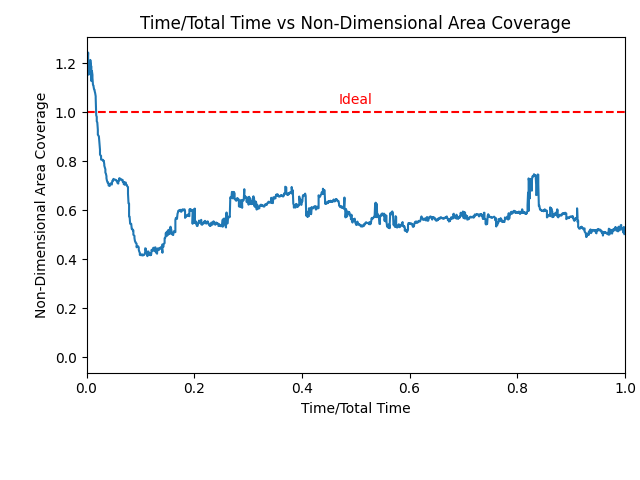 Time/Total Time vs Non-Dimensional Area Coverage
Non-Dimensional Area Coverage
1.2
1.0
0.8
0.6
0.4
0.2
0.0
Ideal
0.0 0.2 0.4 0.6 0.8 1.0
Time/Total Time